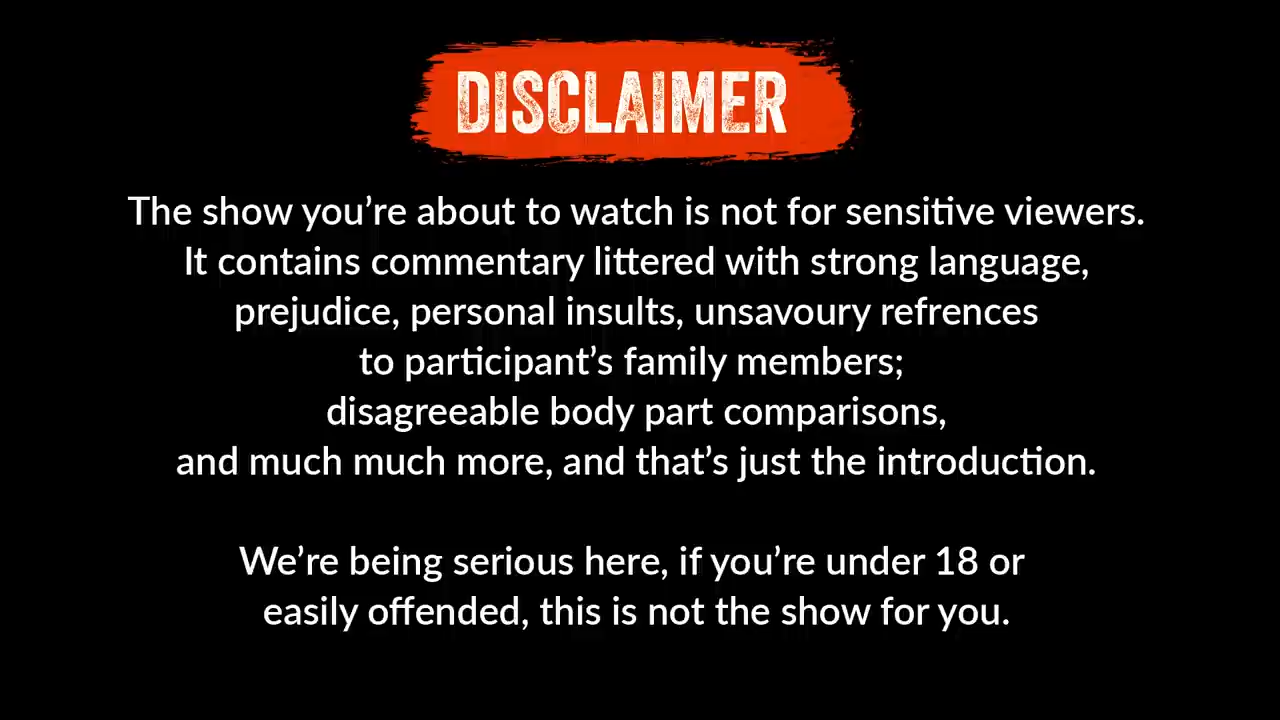 DISCLAIMER
The show you’re about to watch is not for sensitive viewers.
It contains commentary littered with strong language,
prejudice, personal insults, unsavoury refrences
to participant’s family members;
disagreeable body part comparisons,
and much much more, and that’s just the introduction.
We’re being serious here, if you’re under 18 or
easily offended, this is not the show for you.